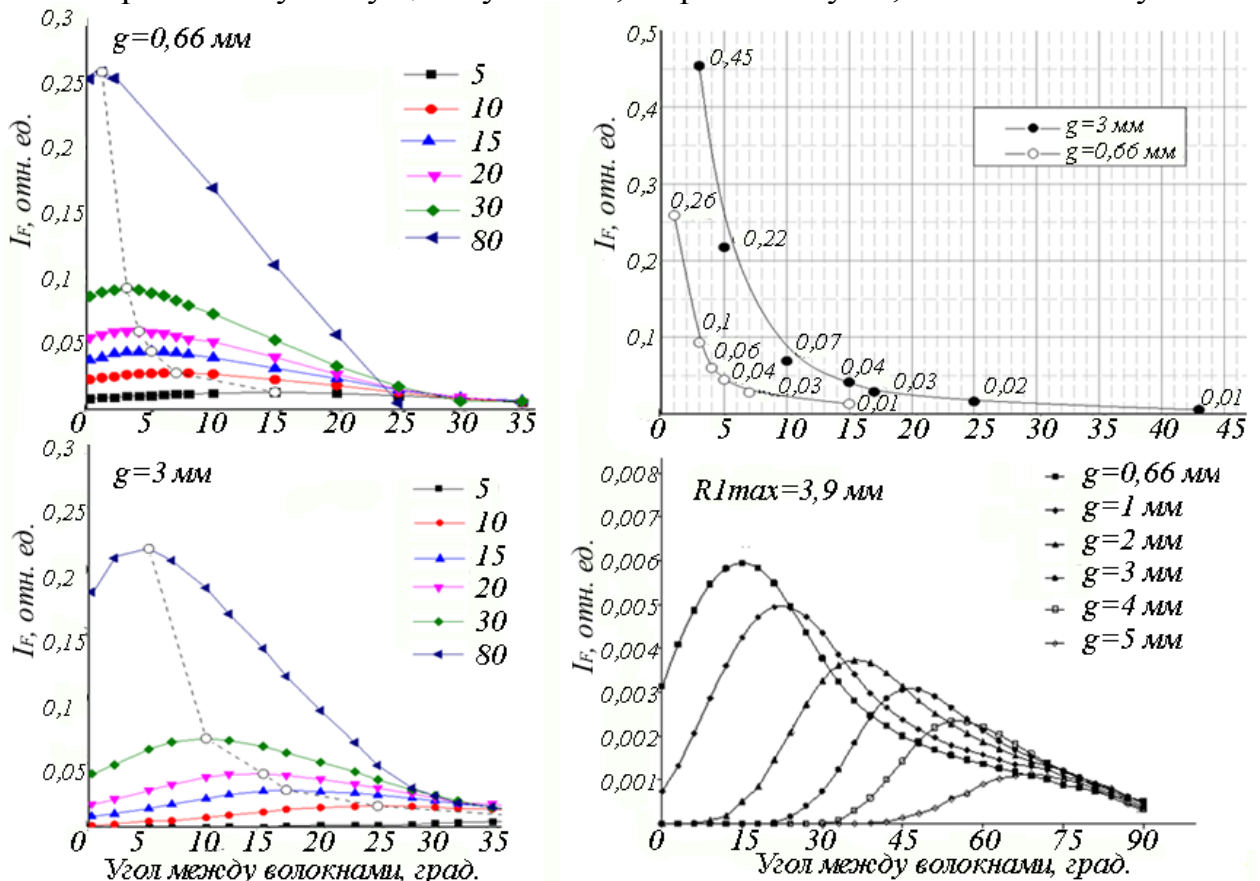 g=0,66 мм
I_F, отн. ед.
0,3
0,25
0,2
0,15
0,1
0,05
0 5 10 15 20 25 30 35
5
10
15
20
30
80
I_F, отн. ед.
0,5
0,4
0,3
0,2
0,1
0 5 10 15 20 25 30 35 40 45
g=3 мм
g=0,66 мм
0,45
0,26
0,22
0,1
0,07
0,06
0,04
0,04
0,03
0,03
0,02
0,01
0,01
g=3 мм
I_F, отн. ед.
0,3
0,25
0,2
0,15
0,1
0,05
0 5 10 15 20 25 30 35
Угол между волокнами, град.
5
10
15
20
30
80
R1max=3,9 мм
I_F, отн. ед.
0,008
0,007
0,006
0,005
0,004
0,003
0,002
0,001
0 15 30 45 60 75 90
Угол между волокнами, град.
g=0,66 мм
g=1 мм
g=2 мм
g=3 мм
g=4 мм
g=5 мм